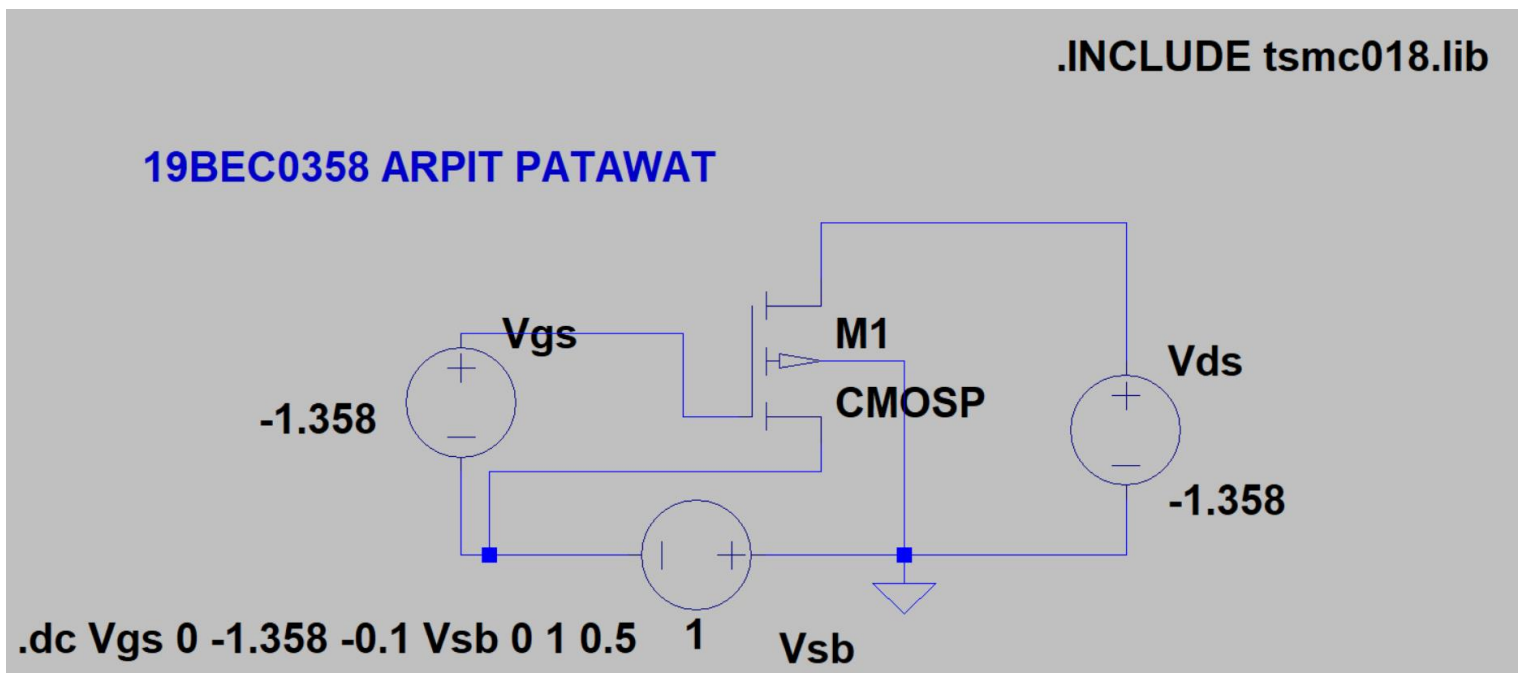 .INCLUDE tsmc018.lib
19BEC0358 ARPIT PATAWAT
Vgs
M1
Vds
-1.358
CMOSP
-1.358
.dc Vgs 0 -1.358 -0.1 Vsb 0 1 0.5
1
Vsb